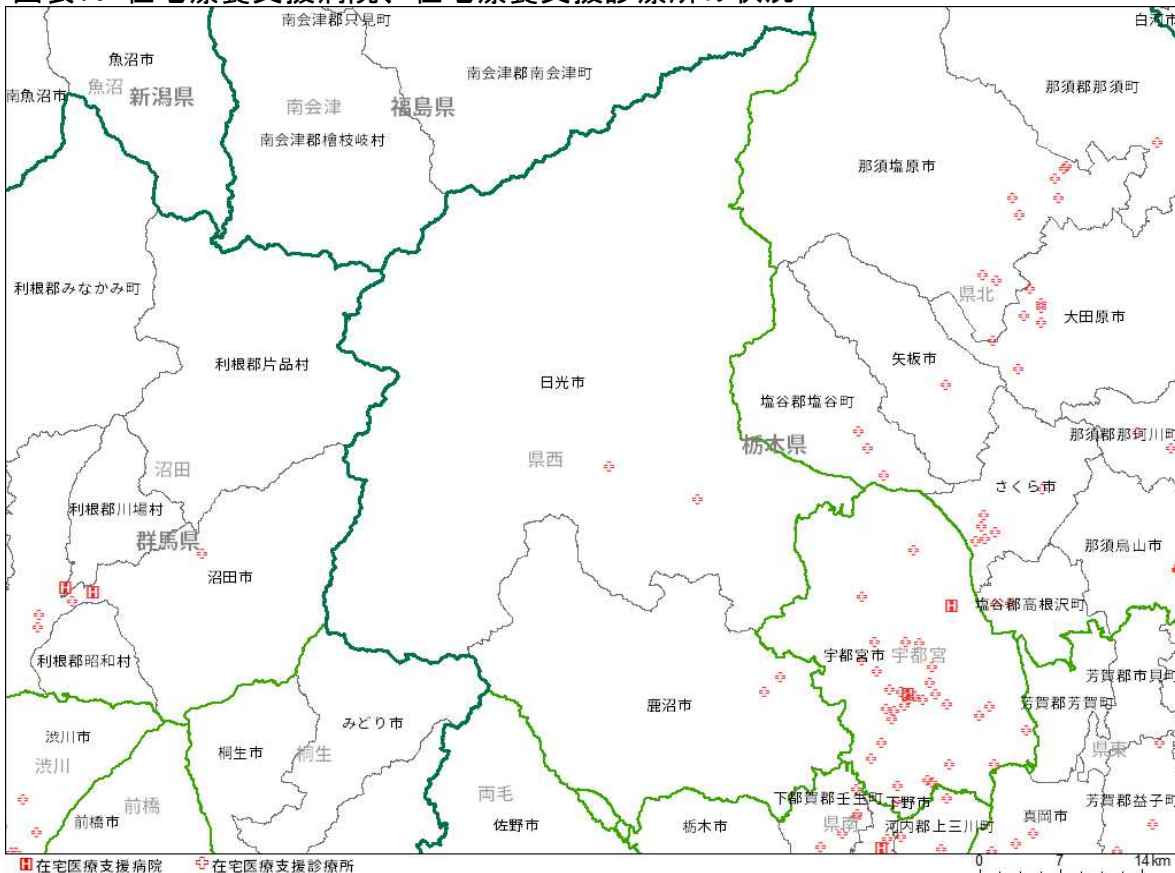 南会津郡只見町
白河市
魚沼市
南会津郡南会津町
那須郡那須町
魚沼
新潟県
南魚沼市
南会津
福島県
南会津郡檜枝岐村
那須塩原市
利根郡みなかみ町
県北
大田原市
利根郡片品村
矢板市
日光市
塩谷郡塩谷町
那須郡那珂川町
栃木県
県西
沼田
さくら市
利根郡川場村
群馬県
那須烏山市
沼田市
塩谷郡高根沢町
宇都宮市
宇都宮
利根郡昭和村
芳賀郡市貝町
鹿沼市
芳賀郡芳賀町
みどり市
渋川市
桐生市
桐生
県東
渋川
両毛
下都賀郡壬生町
下野市
芳賀郡益子町
前橋
前橋市
佐野市
栃木市
県南
河内郡上三川町
真岡市
在宅医療支援病院
在宅医療支援診療所
0 7 14 km